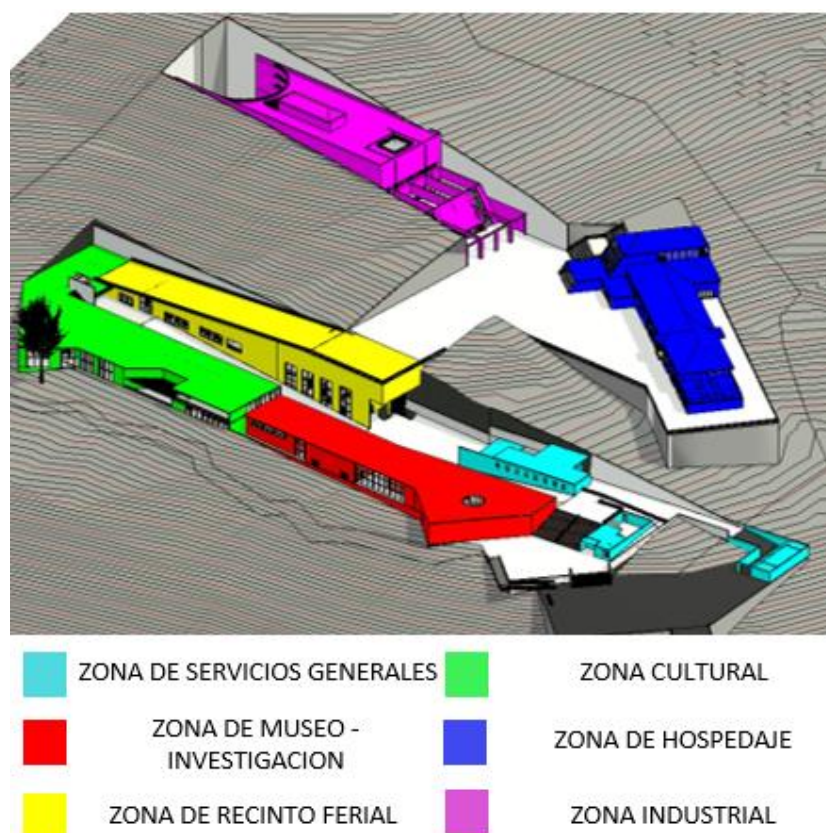 ZONA DE SERVICIOS GENERALES
ZONA CULTURAL
ZONA DE MUSEO -
INVESTIGACION
ZONA DE HOSPEDAJE
ZONA DE RECINTO FERIAL
ZONA INDUSTRIAL